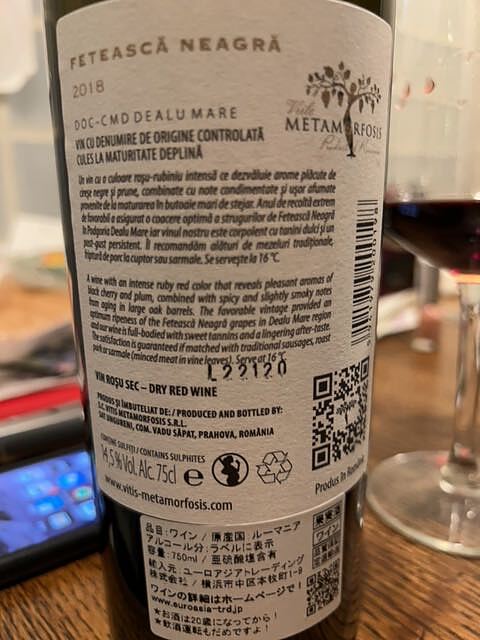 FETEASCĂ NEAGRĂ
2018
DOC-CMD DEALU MARE
VIN CU DENUMIRE DE ORIGINE CONTROLATĂ
CULES LA MATURITATE DEPLINĂ
Viile
METAMORFOSIS
Un vin cu o culoare roșu-rubiniu intensă ce dezvăluie arome plăcute de
cireșe negre și prune, combinate cu note condimentate și ușor afumate
provenite de la maturarea în butoaie mari de stejar. Anul de recoltă extrem
de favorabil a asigurat o coacere optimă a strugurilor de Fetească Neagră
în Podgoria Dealu Mare iar vinul nostru este corpolent cu tanini dulci și un
post-gust persistent. Îl recomandăm alături de mezeluri tradiționale,
friptură de porc la cuptor sau sarmale. Se servește la 16 °C.
A wine with an intense ruby red color that reveals pleasant aromas of
black cherry and plum, combined with spicy and slightly smoky notes
from aging in large oak barrels. The favorable vintage provided an
optimum ripeness of the Fetească Neagră grapes in Dealu Mare region
and our wine is full-bodied with sweet tannins and a lingering after-taste.
The satisfaction is guaranteed if matched with traditional sausages, roast
pork or sarmale (minced meat in vine leaves). Serve at 16 °C
L22120
VIN ROȘU SEC – DRY RED WINE
PRODUS ȘI ÎMBUTELIAT DE: / PRODUCED AND BOTTLED BY:
S.C. VITIS METAMORFOSIS S.R.L.
SAT UNGURENI, COM. VADU SĂPAT, PRAHOVA, ROMÂNIA
CONȚINE SULFIȚI / CONTAINS SULPHITES
14,5% Vol. Alc. 75cl e
www.vitis-metamorfosis.com
Produs în România
品名:ワイン / 原産国 ルーマニア
アルコール分:ラベルに表示
容量:750ml / 亜硫酸塩含有
輸入元:ユーロアジアトレーディング
株式会社 / 横浜市中区本牧町1-9
ワインの詳細はホームページで!
www.euroasia-trd.jp
★お酒は20歳になってから!
★飲酒運転もだめですよ!
ワイン